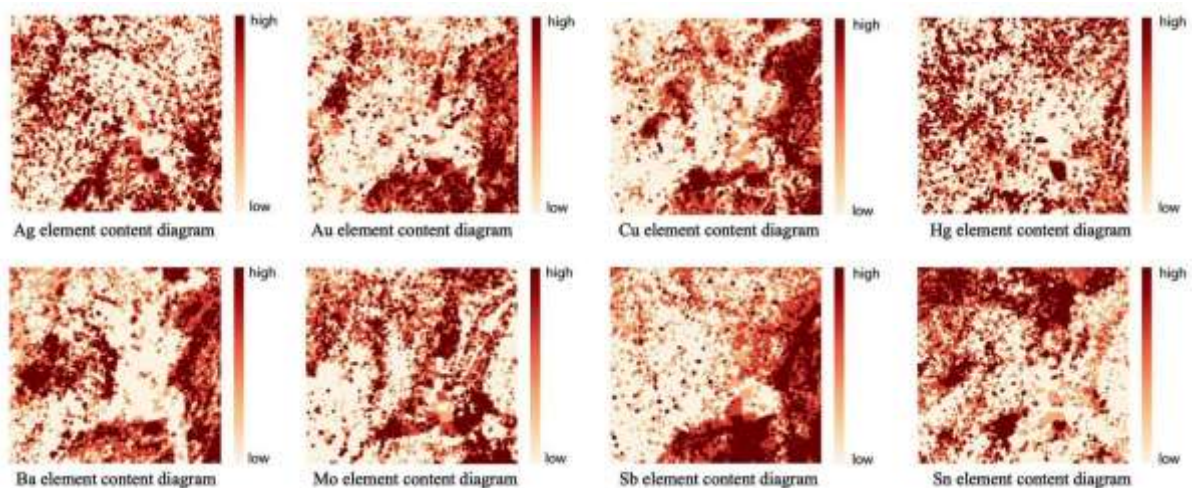 high
high
high
high
low
low
low
low
Ag element content diagram
Au element content diagram
Cu element content diagram
Hg element content diagram
high
high
high
high
low
low
low
low
Ba element content diagram
Mo element content diagram
Sb element content diagram
Sn element content diagram